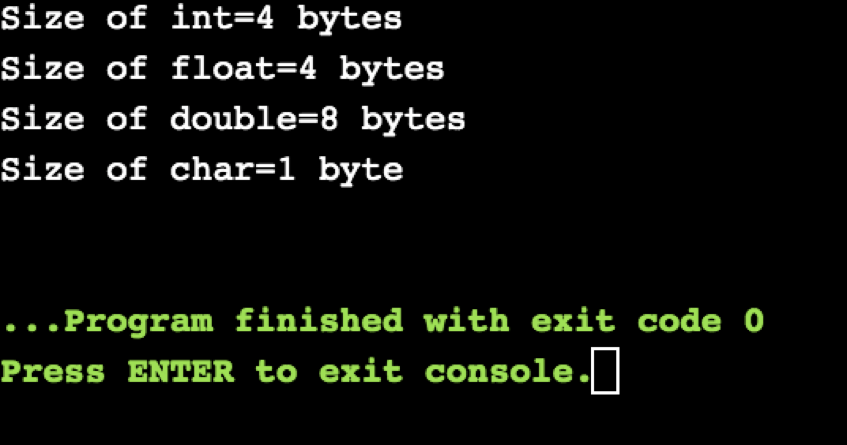 Size of int=4 bytes
Size of float=4 bytes
Size of double=8 bytes
Size of char=1 byte
...Program finished with exit code 0
Press ENTER to exit console.